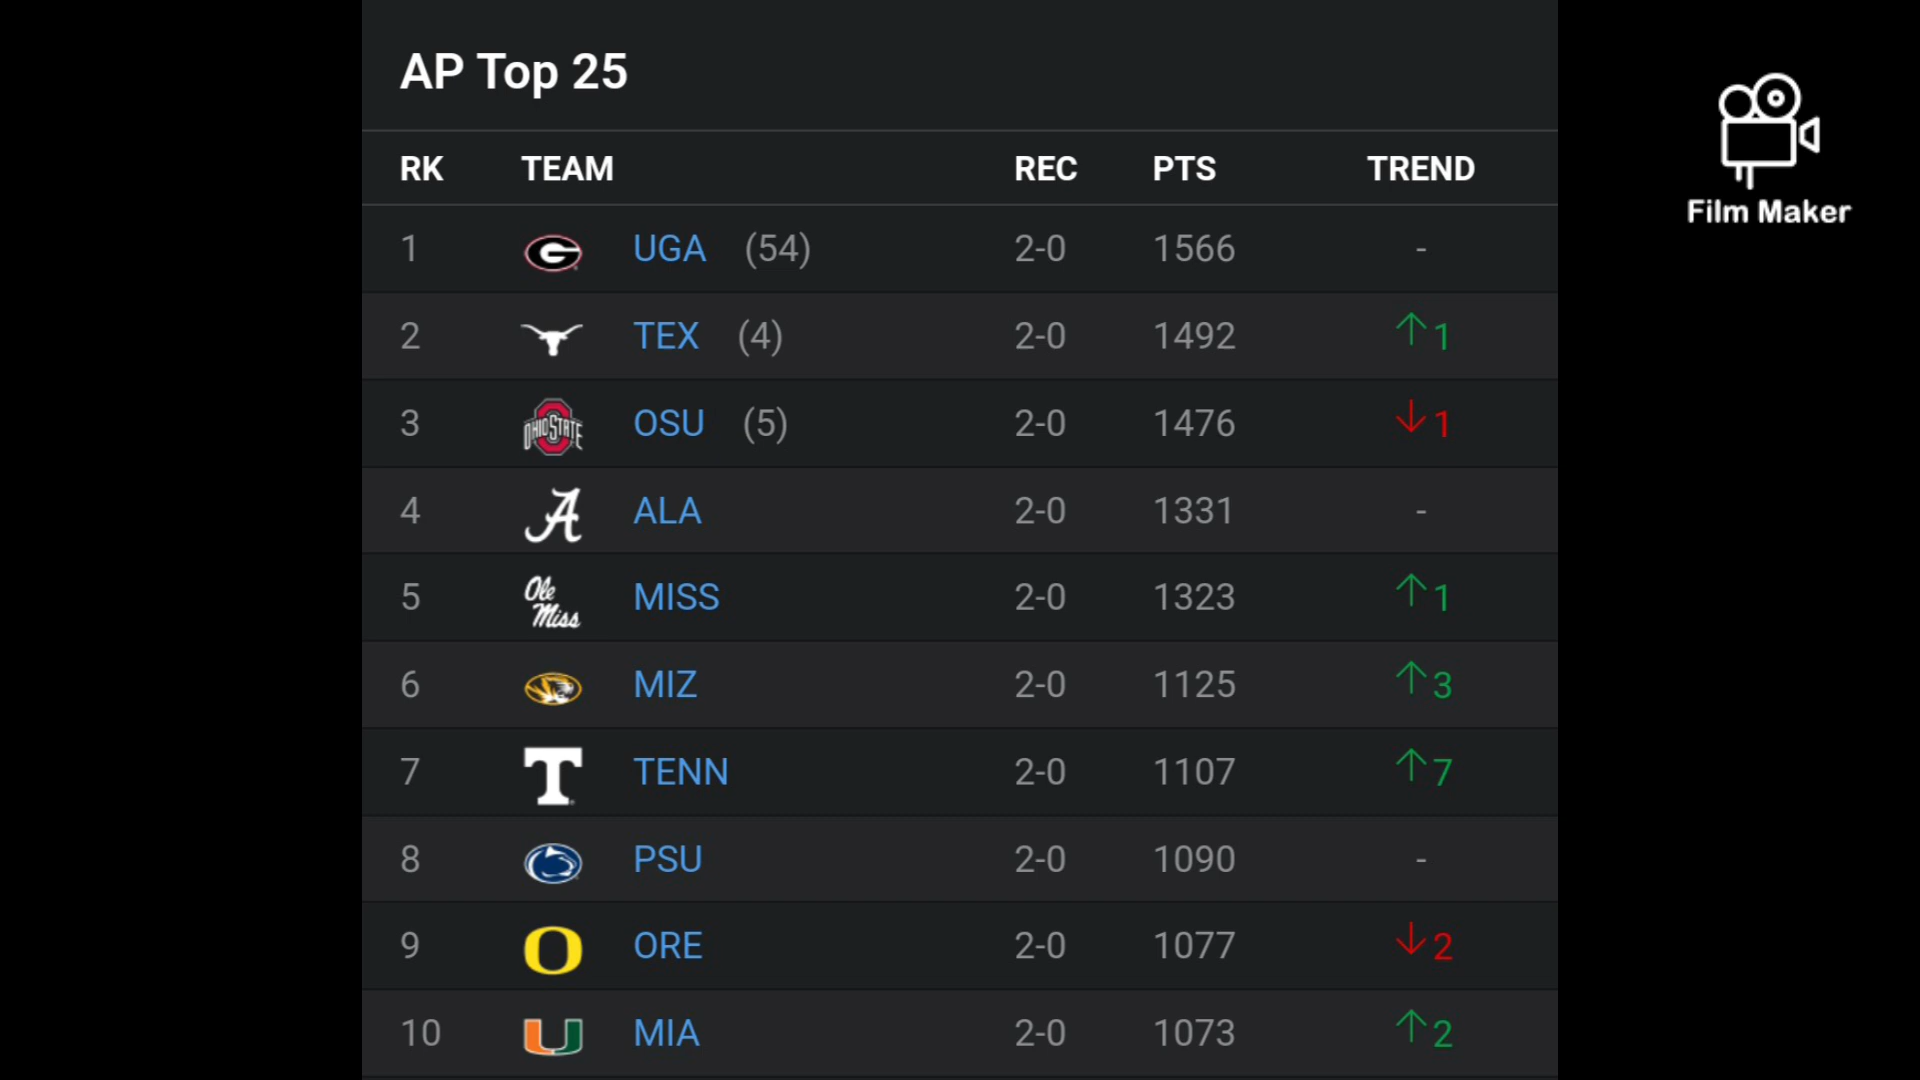 AP Top 25
RK TEAM REC PTS TREND
1 G UGA (54) 2-0 1566 -
2 TEX (4) 2-0 1492 ↑1
3 OHIO STATE OSU (5) 2-0 1476 ↓1
4 A ALA 2-0 1331 -
5 Ole Miss MISS 2-0 1323 ↑1
6 MIZ 2-0 1125 ↑3
7 T TENN 2-0 1107 ↑7
8 PSU 2-0 1090 -
9 O ORE 2-0 1077 ↓2
10 U MIA 2-0 1073 ↑2
Film Maker